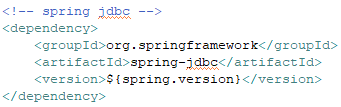 <!-- spring jdbc -->
<dependency>
    <groupId>org.springframework</groupId>
    <artifactId>spring-jdbc</artifactId>
    <version>${spring.version}</version>
</dependency>